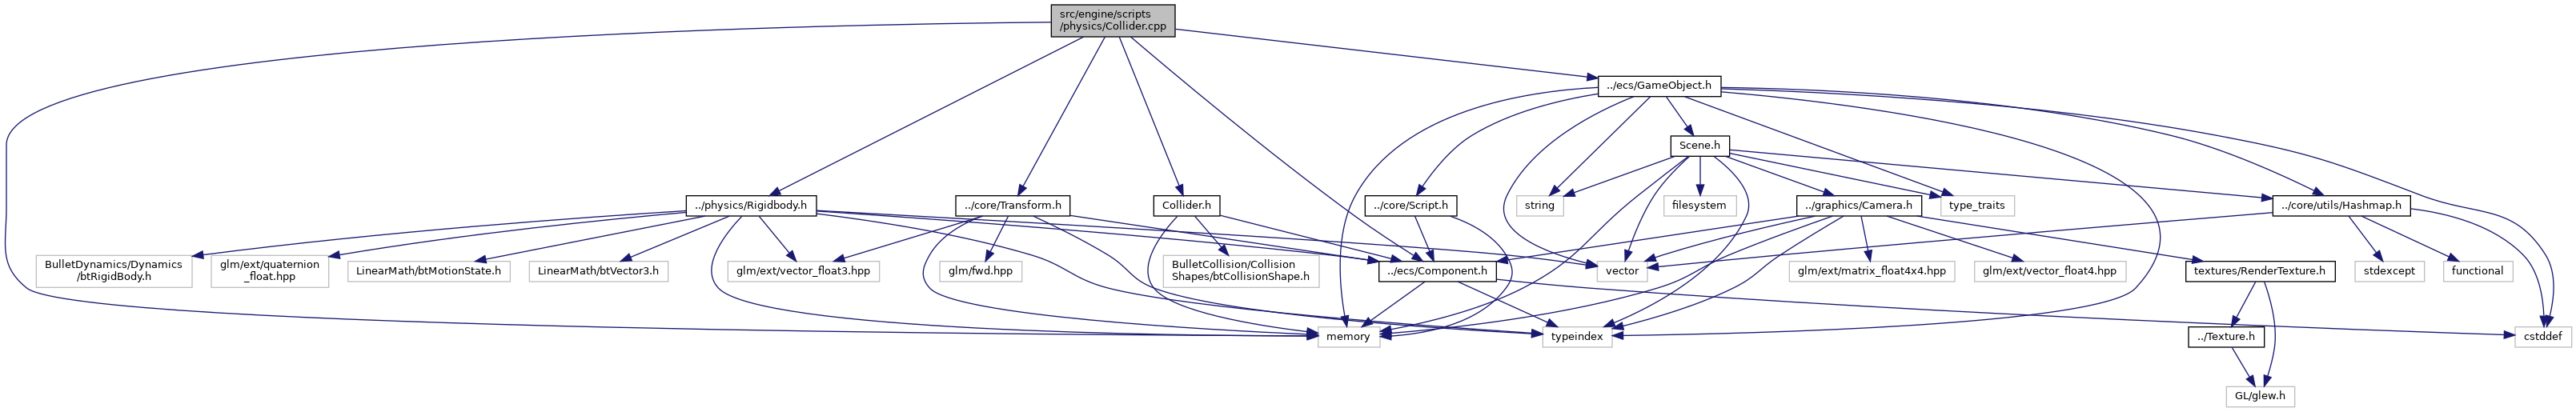 src/engine/scripts
/physics/Collider.cpp
../ecs/GameObject.h
Scene.h
../physics/Rigidbody.h
../core/Transform.h
Collider.h
../core/Script.h
string
filesystem
../graphics/Camera.h
type_traits
../core/utils/Hashmap.h
BulletDynamics/Dynamics
/btRigidBody.h
glm/ext/quaternion
_float.hpp
LinearMath/btMotionState.h
LinearMath/btVector3.h
glm/ext/vector_float3.hpp
glm/fwd.hpp
BulletCollision/Collision
Shapes/btCollisionShape.h
../ecs/Component.h
vector
glm/ext/matrix_float4x4.hpp
glm/ext/vector_float4.hpp
textures/RenderTexture.h
stdexcept
functional
memory
typeindex
../Texture.h
cstddef
GL/glew.h